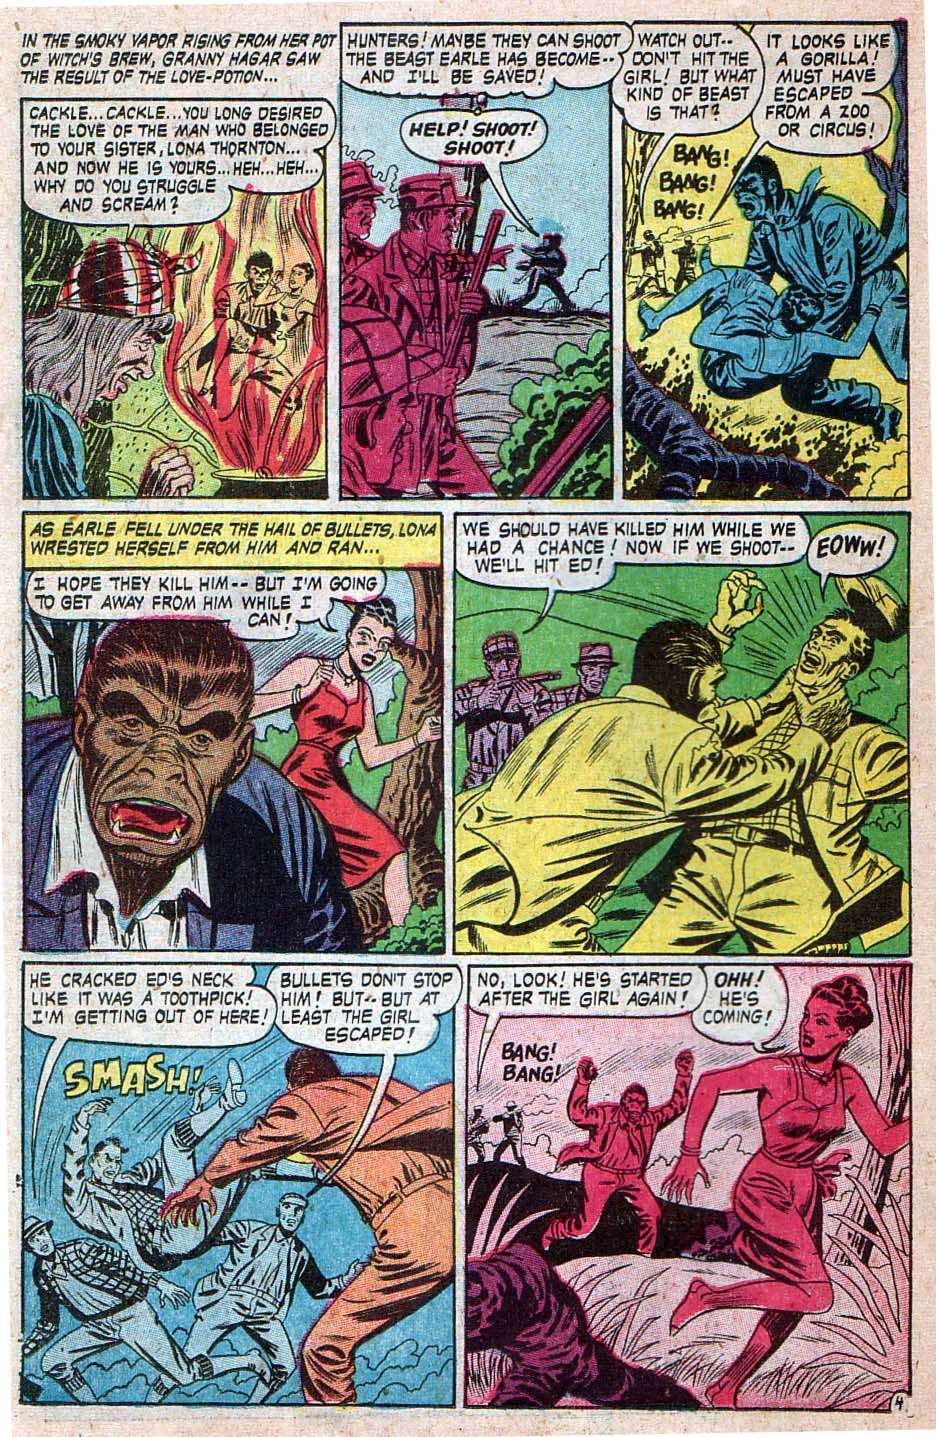 IN THE SMOKY VAPOR RISING FROM HER POT
OF WITCH'S BREW, GRANNY HAGAR SAW
THE RESULT OF THE LOVE-POTION...
CACKLE...CACKLE...YOU LONG DESIRED
THE LOVE OF THE MAN WHO BELONGED
TO YOUR SISTER, LONA THORNTON...
AND NOW HE IS YOURS...HEH...HEH...
WHY DO YOU STRUGGLE
AND SCREAM?
HUNTERS! MAYBE THEY CAN SHOOT
THE BEAST EARLE HAS BECOME--
AND I'LL BE SAVED!
HELP! SHOOT!
SHOOT!
WATCH OUT--
DON'T HIT THE
GIRL! BUT WHAT
KIND OF BEAST
IS THAT?
IT LOOKS LIKE
A GORILLA!
MUST HAVE
ESCAPED
FROM A ZOO
OR CIRCUS!
BANG!
BANG!
BANG!
AS EARLE FELL UNDER THE HAIL OF BULLETS, LONA
WRESTED HERSELF FROM HIM AND RAN...
I HOPE THEY KILL HIM-- BUT I'M GOING
TO GET AWAY FROM HIM WHILE I
CAN!
WE SHOULD HAVE KILLED HIM WHILE WE
HAD A CHANCE! NOW IF WE SHOOT--
WE'LL HIT ED!
EOWW!
HE CRACKED ED'S NECK
LIKE IT WAS A TOOTHPICK!
I'M GETTING OUT OF HERE!
BULLETS DON'T STOP
HIM! BUT--BUT AT
LEAST THE GIRL
ESCAPED!
SMASH!
NO, LOOK! HE'S STARTED
AFTER THE GIRL AGAIN!
OHH!
HE'S
COMING!
BANG!
BANG!
4